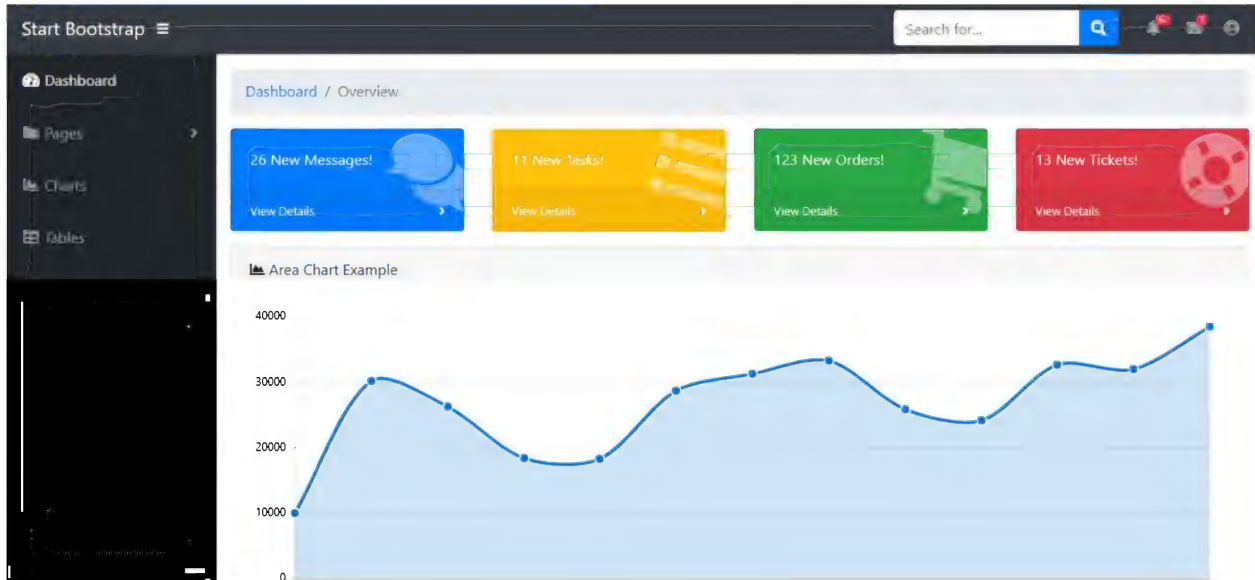 Start Bootstrap
Search for...
Dashboard
Pages
Charts
Tables
Dashboard / Overview
26 New Messages!
View Details
11 New Tasks!
View Details
123 New Orders!
View Details
13 New Tickets!
View Details
Area Chart Example
40000
30000
20000
10000
0